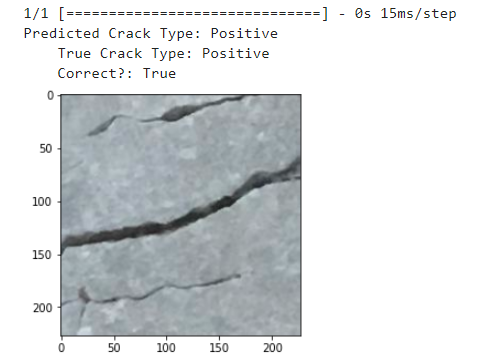 1/1 [==============================] - 0s 15ms/step
Predicted Crack Type: Positive
True Crack Type: Positive
Correct?: True
0
50
100
150
200
0 50 100 150 200